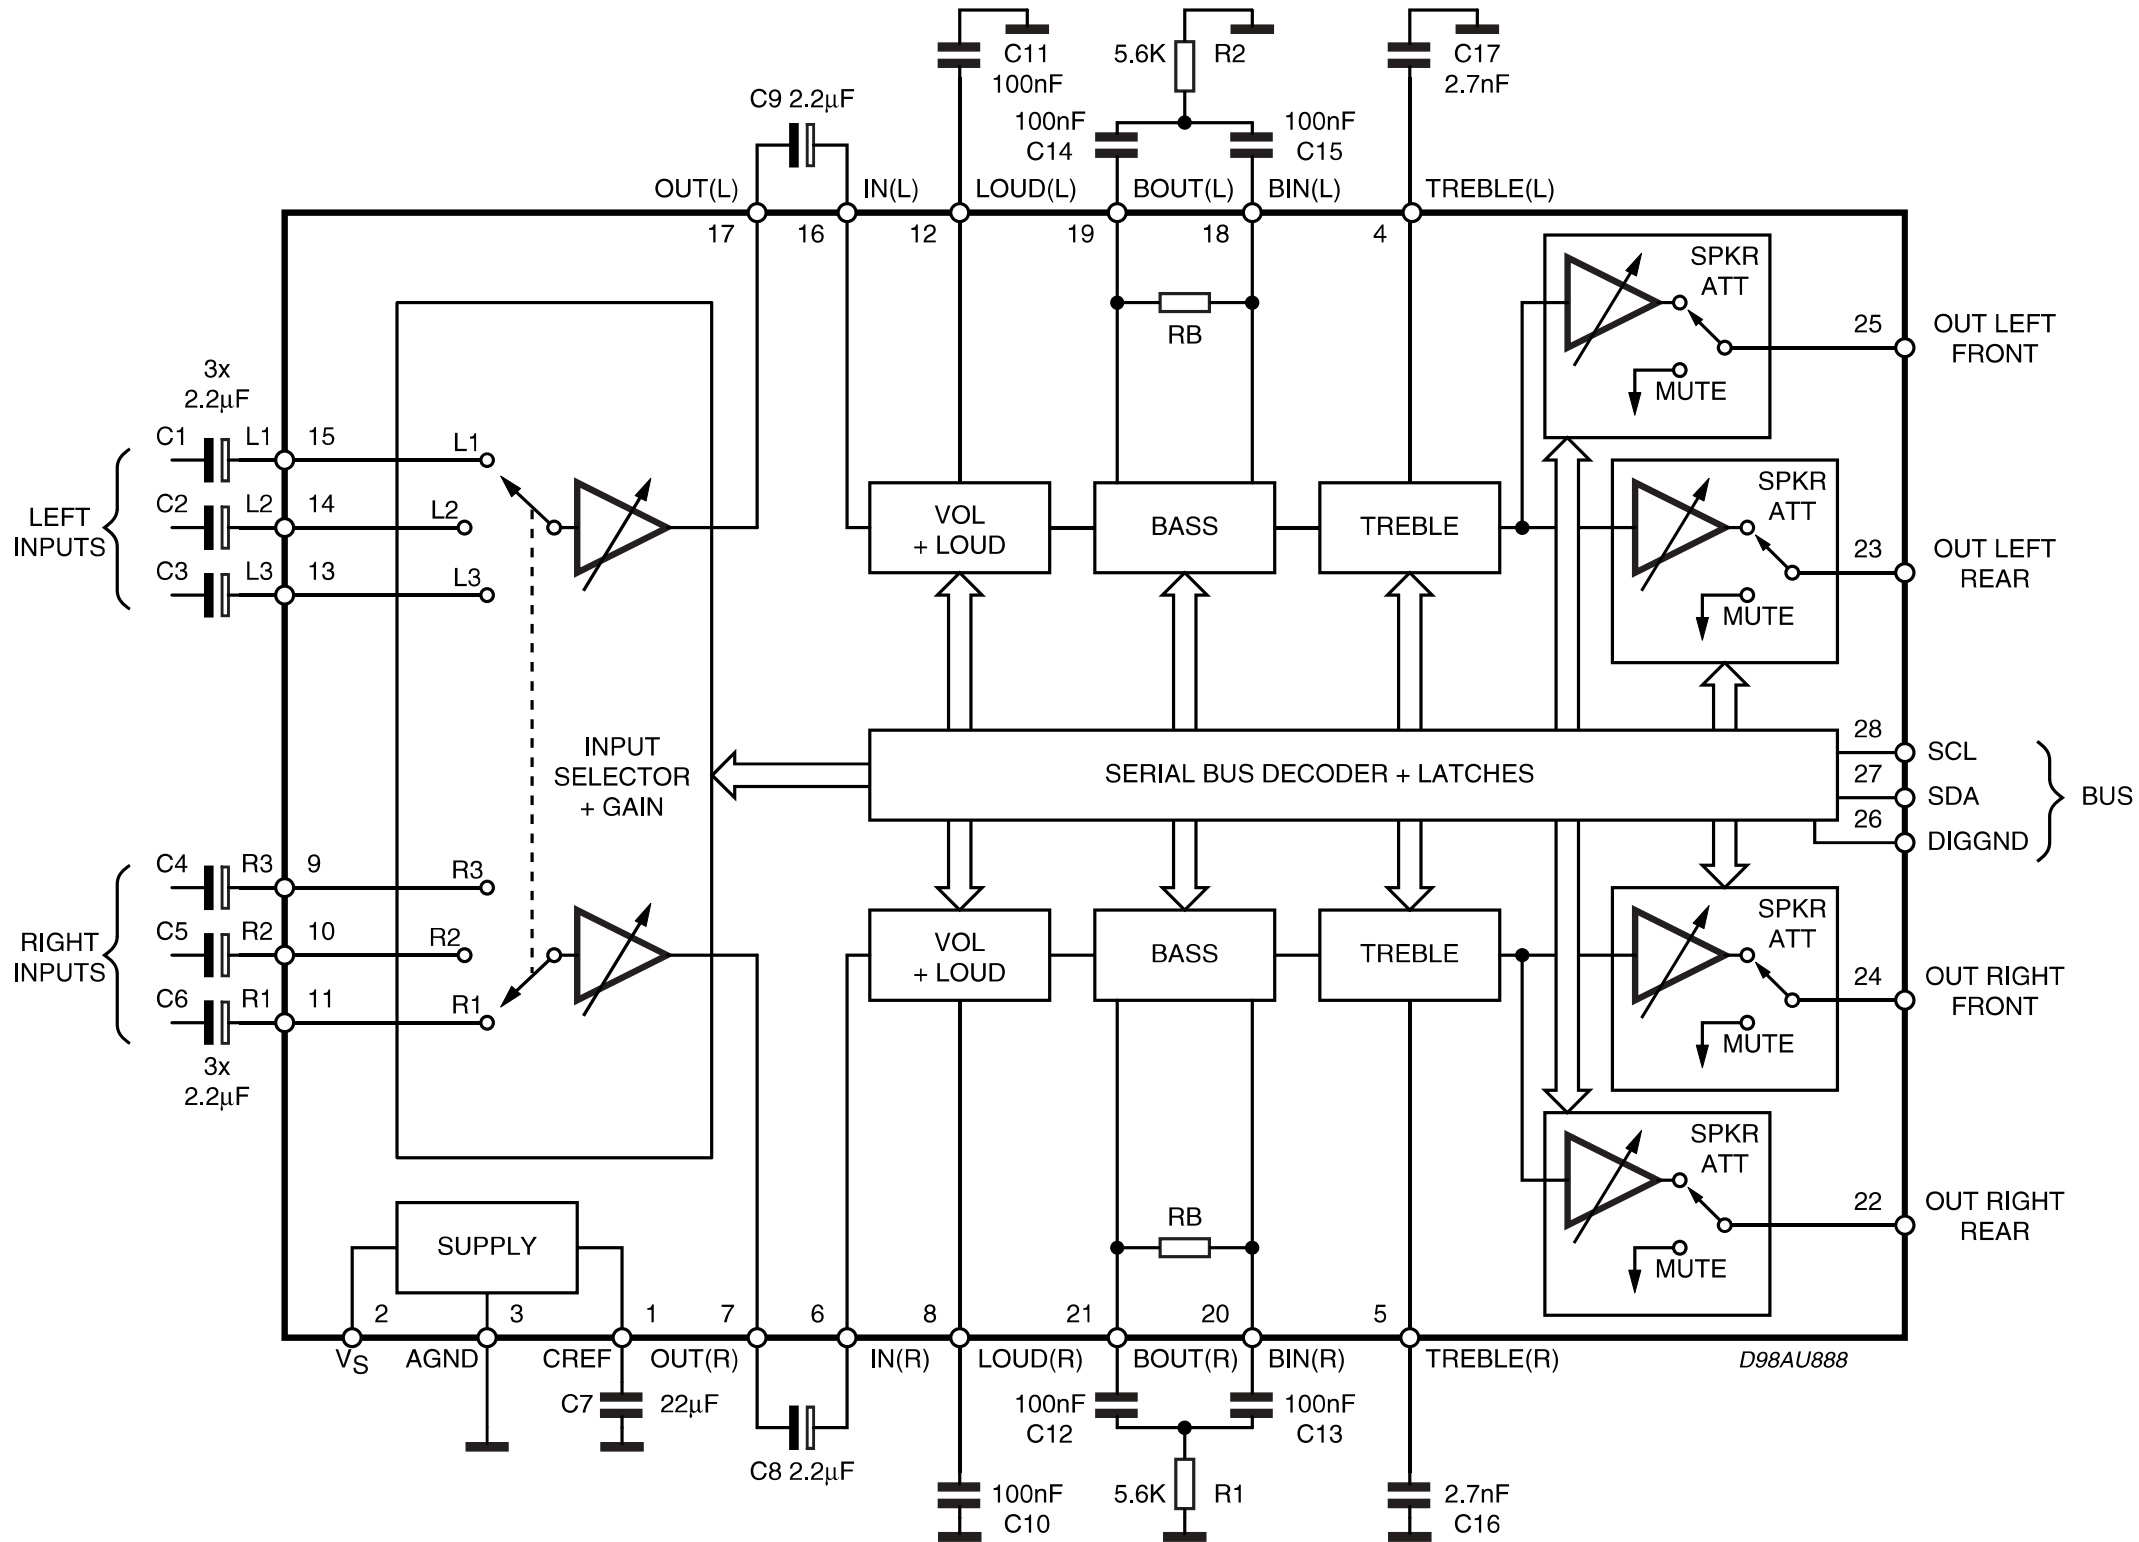 C11
100nF
5.6K
R2
C17
2.7nF
C9 2.2μF
100nF
C14
100nF
C15
OUT(L)
IN(L)
LOUD(L)
BOUT(L)
BIN(L)
TREBLE(L)
17
16
12
19
18
4
RB
SPKR
ATT
MUTE
25
OUT LEFT
FRONT
3x
2.2μF
LEFT
INPUTS
C1
L1
15
L1
C2
L2
14
L2
C3
L3
13
L3
VOL
+ LOUD
BASS
TREBLE
SPKR
ATT
MUTE
23
OUT LEFT
REAR
INPUT
SELECTOR
+ GAIN
SERIAL BUS DECODER + LATCHES
28
SCL
27
SDA
26
DIGGND
BUS
RIGHT
INPUTS
C4
R3
9
R3
C5
R2
10
R2
C6
R1
11
R1
3x
2.2μF
VOL
+ LOUD
BASS
TREBLE
SPKR
ATT
MUTE
24
OUT RIGHT
FRONT
SPKR
ATT
MUTE
22
OUT RIGHT
REAR
SUPPLY
RB
2
3
1
7
6
8
21
20
5
VS
AGND
CREF
OUT(R)
IN(R)
LOUD(R)
BOUT(R)
BIN(R)
TREBLE(R)
D98AU888
C7
22μF
C8 2.2μF
100nF
C12
100nF
C13
100nF
C10
5.6K
R1
2.7nF
C16